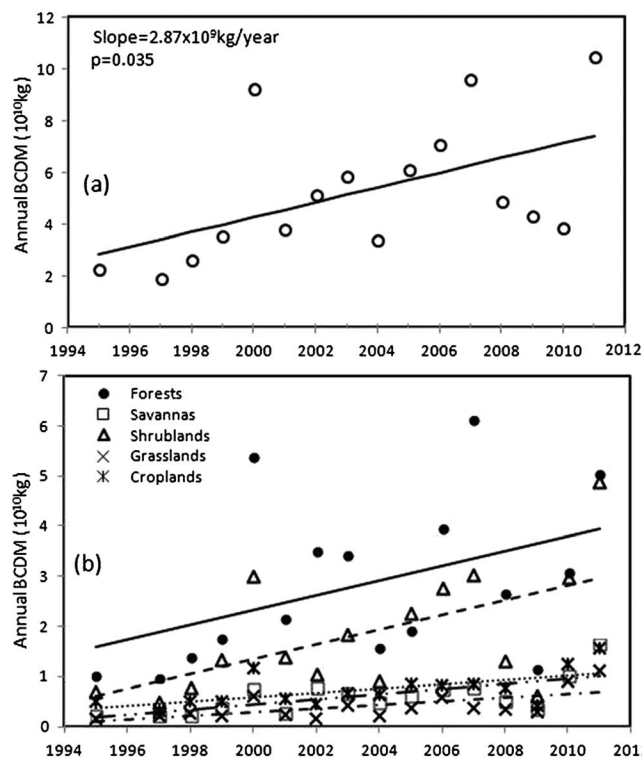 12
Slope=2.87x10⁹kg/year
p=0.035
10
8
6
4
2
0
Annual BCDM (10¹⁰kg)
(a)
1994 1996 1998 2000 2002 2004 2006 2008 2010 2012
7
6
5
4
3
2
1
0
Annual BCDM (10¹⁰kg)
Forests
Savannas
Shrublands
Grasslands
Croplands
(b)
1994 1996 1998 2000 2002 2004 2006 2008 2010 201